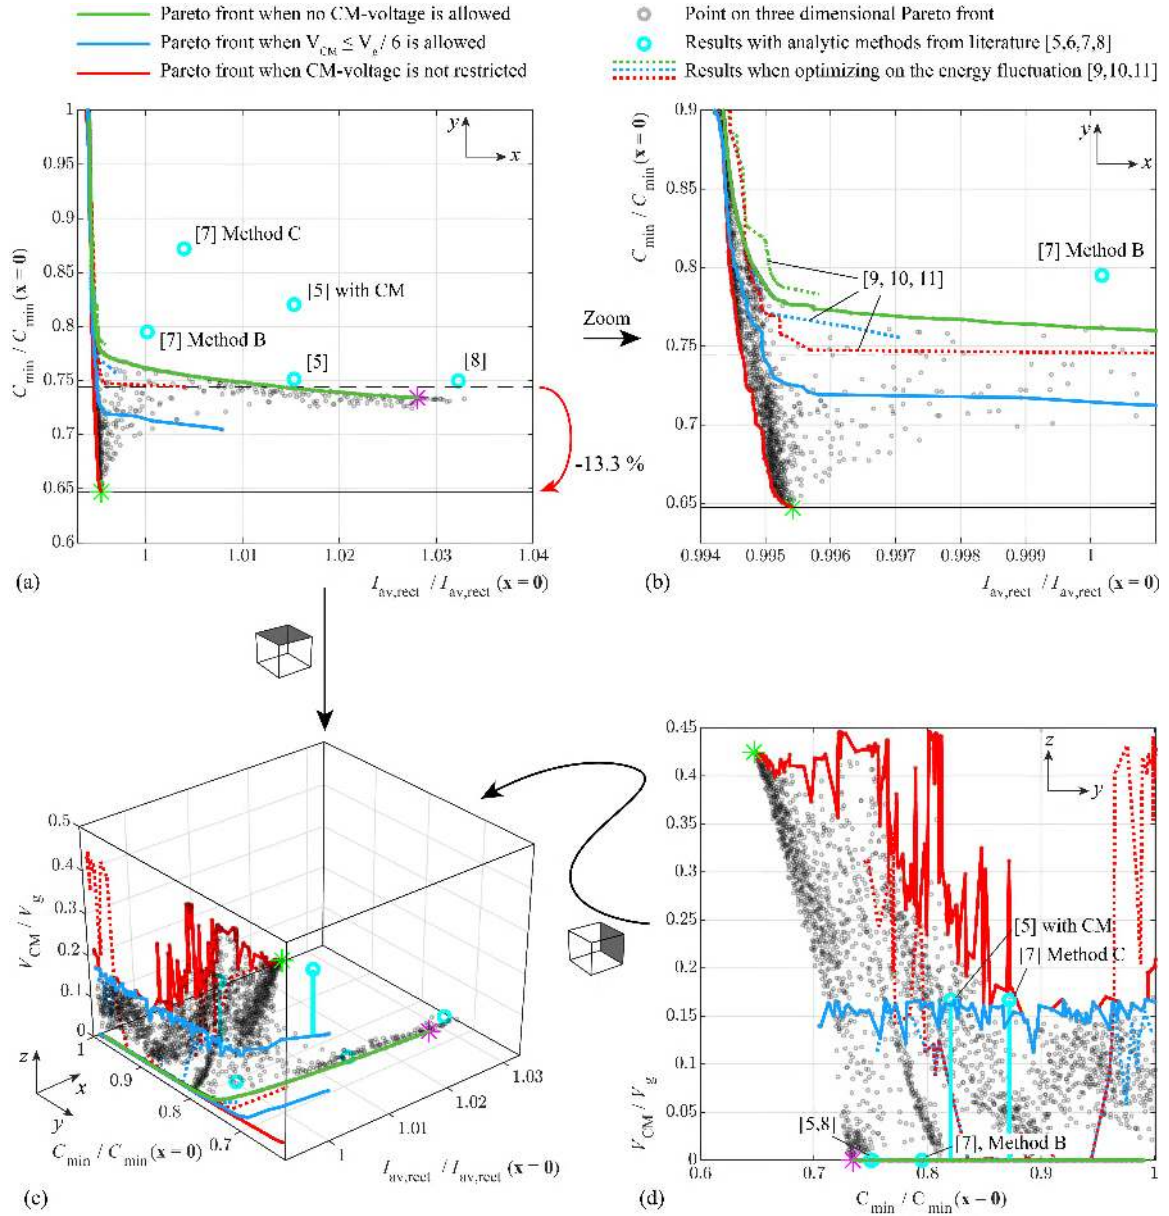 Pareto front when no CM-voltage is allowed
Pareto front when V_CM ≤ V_g / 6 is allowed
Pareto front when CM-voltage is not restricted
Point on three dimensional Pareto front
Results with analytic methods from literature [5,6,7,8]
Results when optimizing on the energy fluctuation [9,10,11]
1
0.95
0.9
0.85
0.8
0.75
0.7
0.65
0.6
C_min / C_min (x = 0)
y
x
[7] Method C
[5] with CM
[7] Method B
[5]
[8]
-13.3 %
1
1.01
1.02
1.03
1.04
(a)
I_av,rect / I_av,rect (x = 0)
Zoom
0.9
0.85
0.8
0.75
0.7
0.65
C_min / C_min (x = 0)
y
x
[7] Method B
[9, 10, 11]
0.994
0.995
0.996
0.997
0.998
0.999
1
(b)
I_av,rect / I_av,rect (x = 0)
0.5
0.4
0.3
0.2
0.1
0
V_CM / V_g
z
x
y
1
0.9
0.8
0.7
C_min / C_min (x = 0)
1
1.01
1.02
1.03
I_av,rect / I_av,rect (x = 0)
(c)
0.45
0.4
0.35
0.3
0.25
0.2
0.15
0.1
0.05
0
V_CM / V_g
z
y
[5] with CM
[7] Method C
[5,8]
[7], Method B
0.6
0.7
0.8
0.9
1
C_min / C_min (x = 0)
(d)